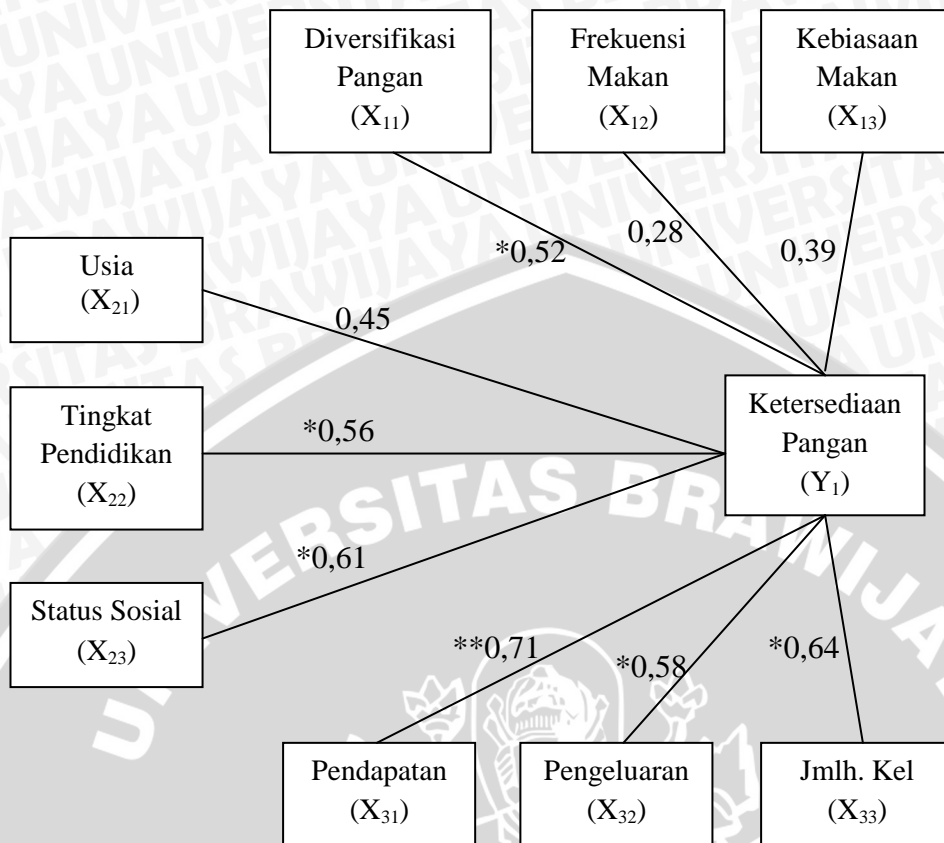 Diversifikasi
Pangan
(X₁₁)
Frekuensi
Makan
(X₁₂)
Kebiasaan
Makan
(X₁₃)
*0,52
0,28
0,39
Usia
(X₂₁)
0,45
Tingkat
Pendidikan
(X₂₂)
*0,56
Ketersediaan
Pangan
(Y₁)
Status Sosial
(X₂₃)
*0,61
**0,71
*0,58
*0,64
Pendapatan
(X₃₁)
Pengeluaran
(X₃₂)
Jmlh. Kel
(X₃₃)
UNIVERSITAS BRAWIJAYA